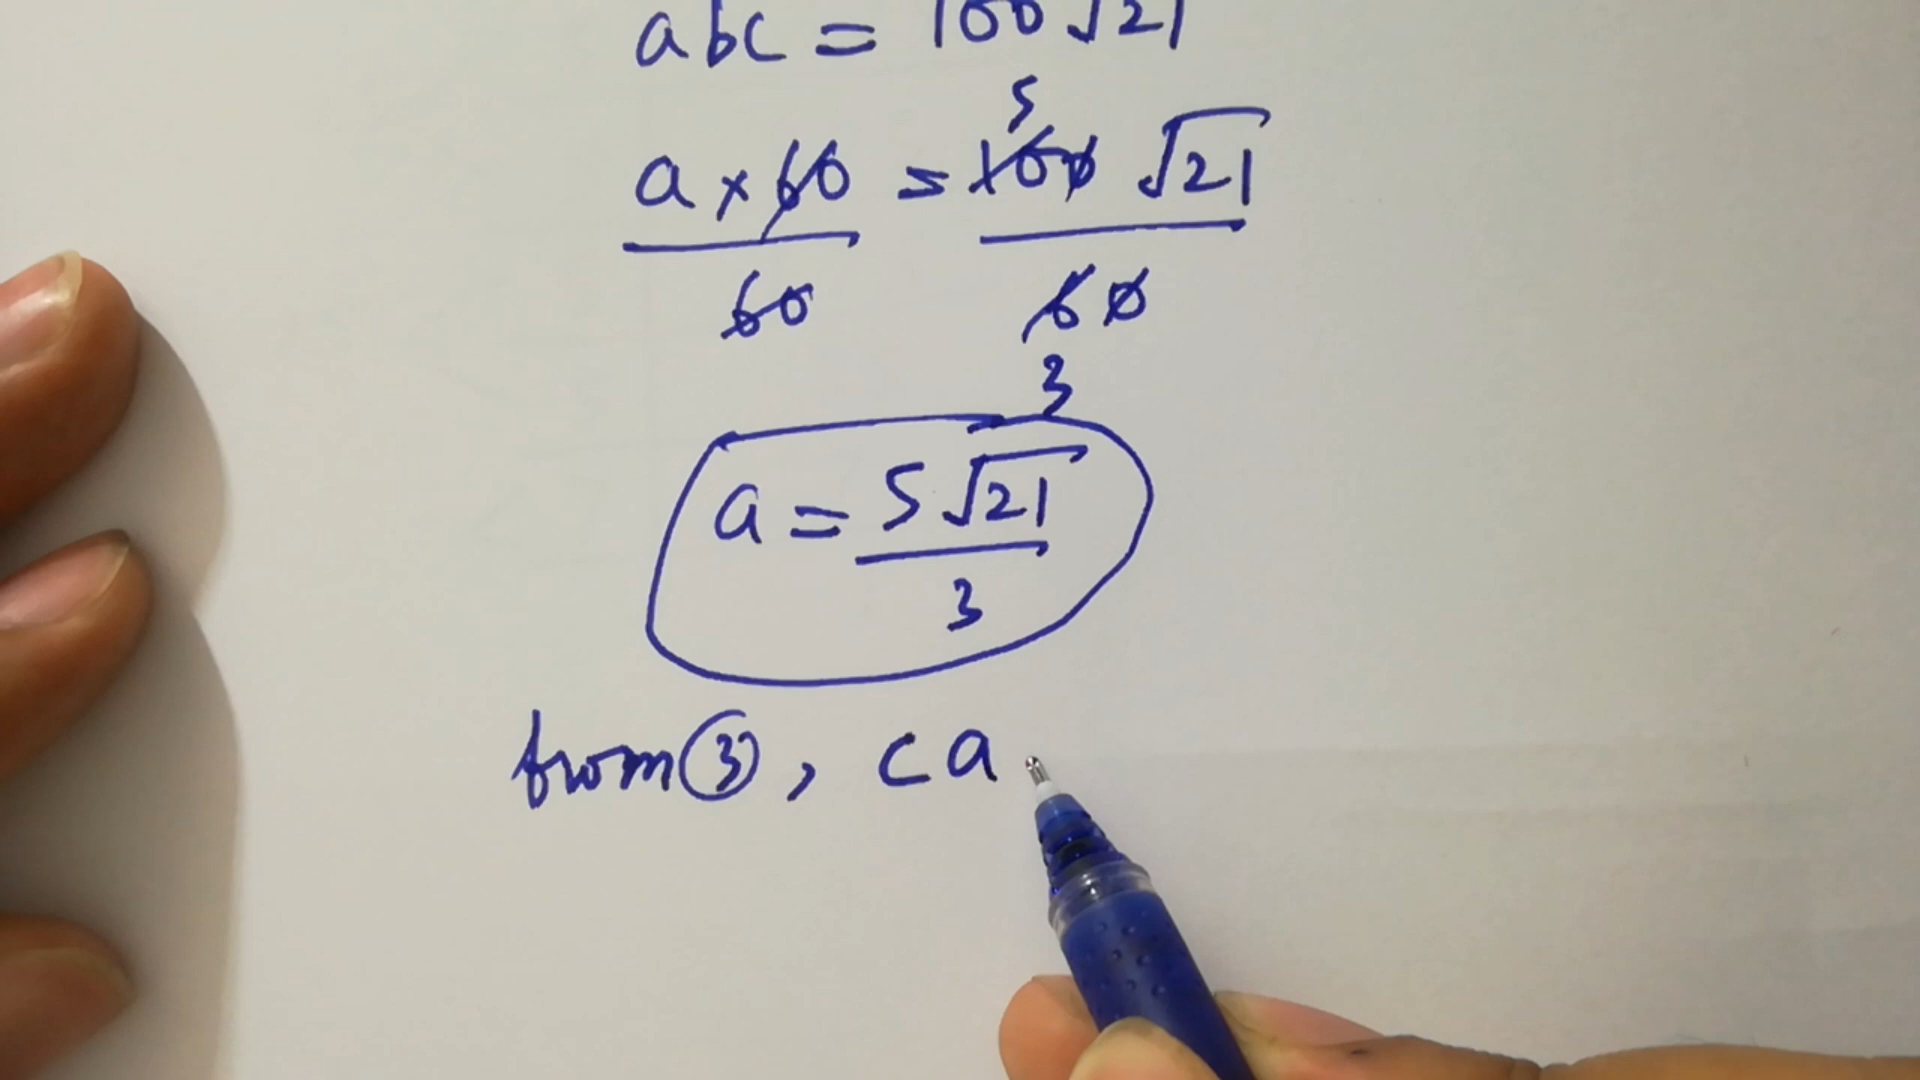 abc = 100√21
5
a × 60 = 100 √21
60 60
3
a = 5√21
3
from ③, ca